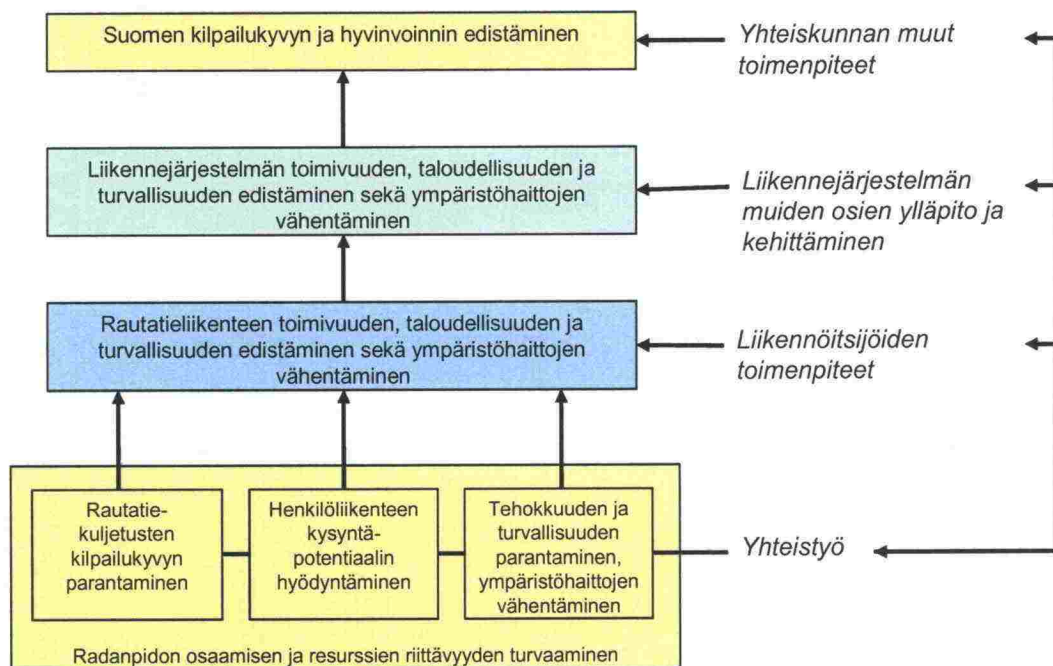 Suomen kilpailukyvyn ja hyvinvoinnin edistäminen
Yhteiskunnan muut
toimenpiteet
Liikennejärjestelmän toimivuuden, taloudellisuuden ja
turvallisuuden edistäminen sekä ympäristöhaittojen
vähentäminen
Liikennejärjestelmän
muiden osien ylläpito ja
kehittäminen
Rautatieliikenteen toimivuuden, taloudellisuuden ja
turvallisuuden edistäminen sekä ympäristöhaittojen
vähentäminen
Liikennöitsijöiden
toimenpiteet
Rautatie-
kuljetusten
kilpailukyvyn
parantaminen
Henkilöliikenteen
kysyntä-
potentiaalin
hyödyntäminen
Tehokkuuden ja
turvallisuuden
parantaminen,
ympäristöhaittojen
vähentäminen
Yhteistyö
Radanpidon osaamisen ja resurssien riittävyyden turvaaminen